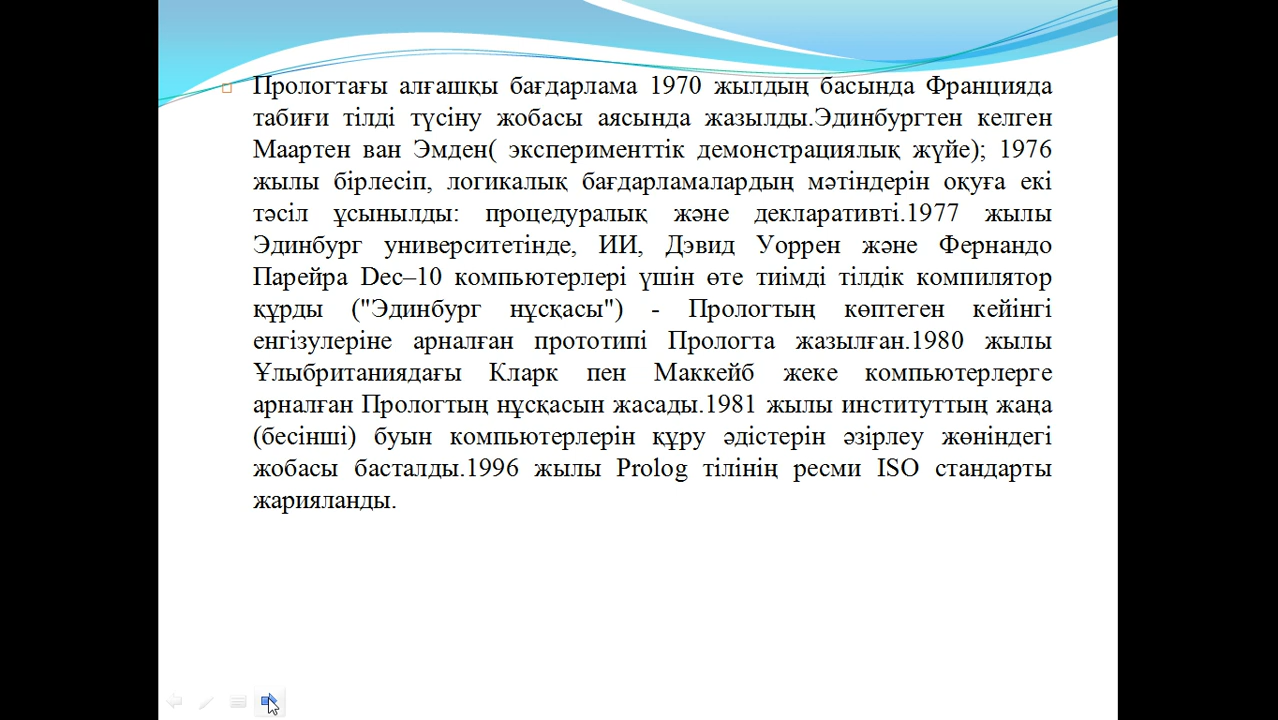 Прологтағы алғашқы бағдарлама 1970 жылдың басында Францияда
табиғи тілді түсіну жобасы аясында жазылды.Эдинбургтен келген
Маартен ван Эмден( эксперименттік демонстрациялық жүйе); 1976
жылы бірлесіп, логикалық бағдарламалардың мәтіндерін оқуға екі
тәсіл ұсынылды: процедуралық және декларативті.1977 жылы
Эдинбург университетінде, ИИ, Дэвид Уоррен және Фернандо
Парейра Dec–10 компьютерлері үшін өте тиімді тілдік компилятор
құрды ("Эдинбург нұсқасы") - Прологтың көптеген кейінгі
енгізулеріне арналған прототипі Прологта жазылған.1980 жылы
Ұлыбританиядағы Кларк пен Маккейб жеке компьютерлерге
арналған Прологтың нұсқасын жасады.1981 жылы институттың жаңа
(бесінші) буын компьютерлерін құру әдістерін әзірлеу жөніндегі
жобасы басталды.1996 жылы Prolog тілінің ресми ISO стандарты
жарияланды.